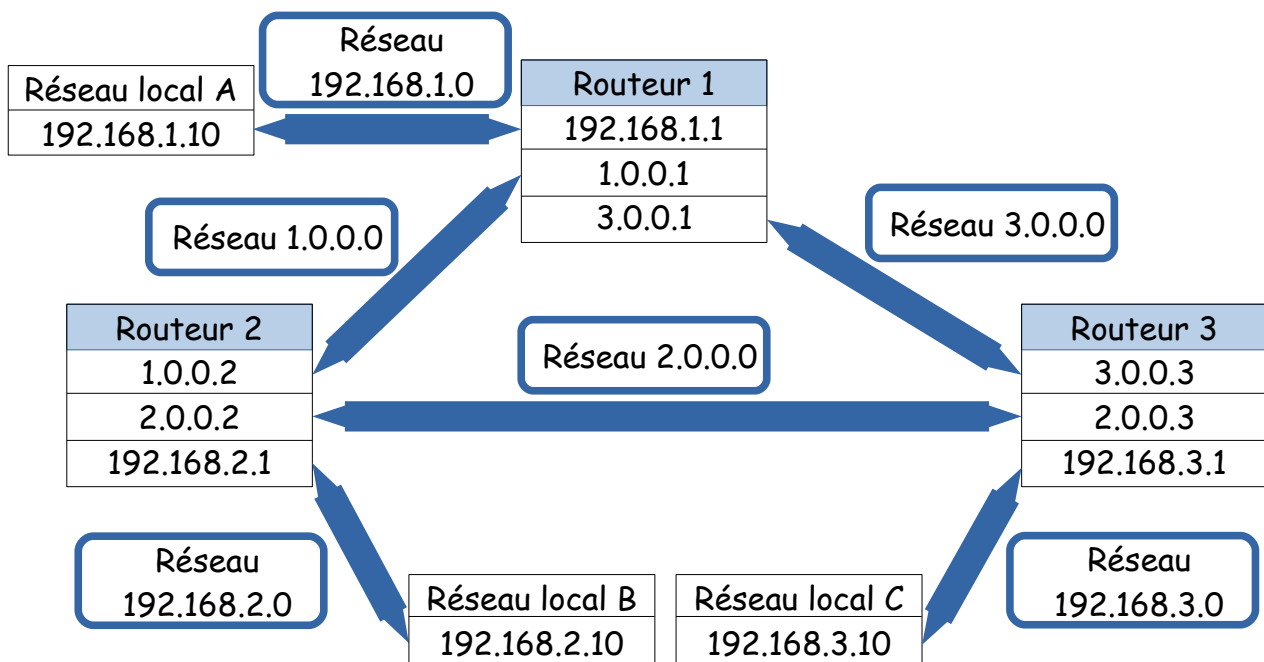 Réseau
192.168.1.0
Réseau local A
192.168.1.10
Routeur 1
192.168.1.1
1.0.0.1
3.0.0.1
Réseau 1.0.0.0
Réseau 3.0.0.0
Routeur 2
1.0.0.2
2.0.0.2
192.168.2.1
Réseau 2.0.0.0
Routeur 3
3.0.0.3
2.0.0.3
192.168.3.1
Réseau
192.168.2.0
Réseau local B
192.168.2.10
Réseau local C
192.168.3.10
Réseau
192.168.3.0